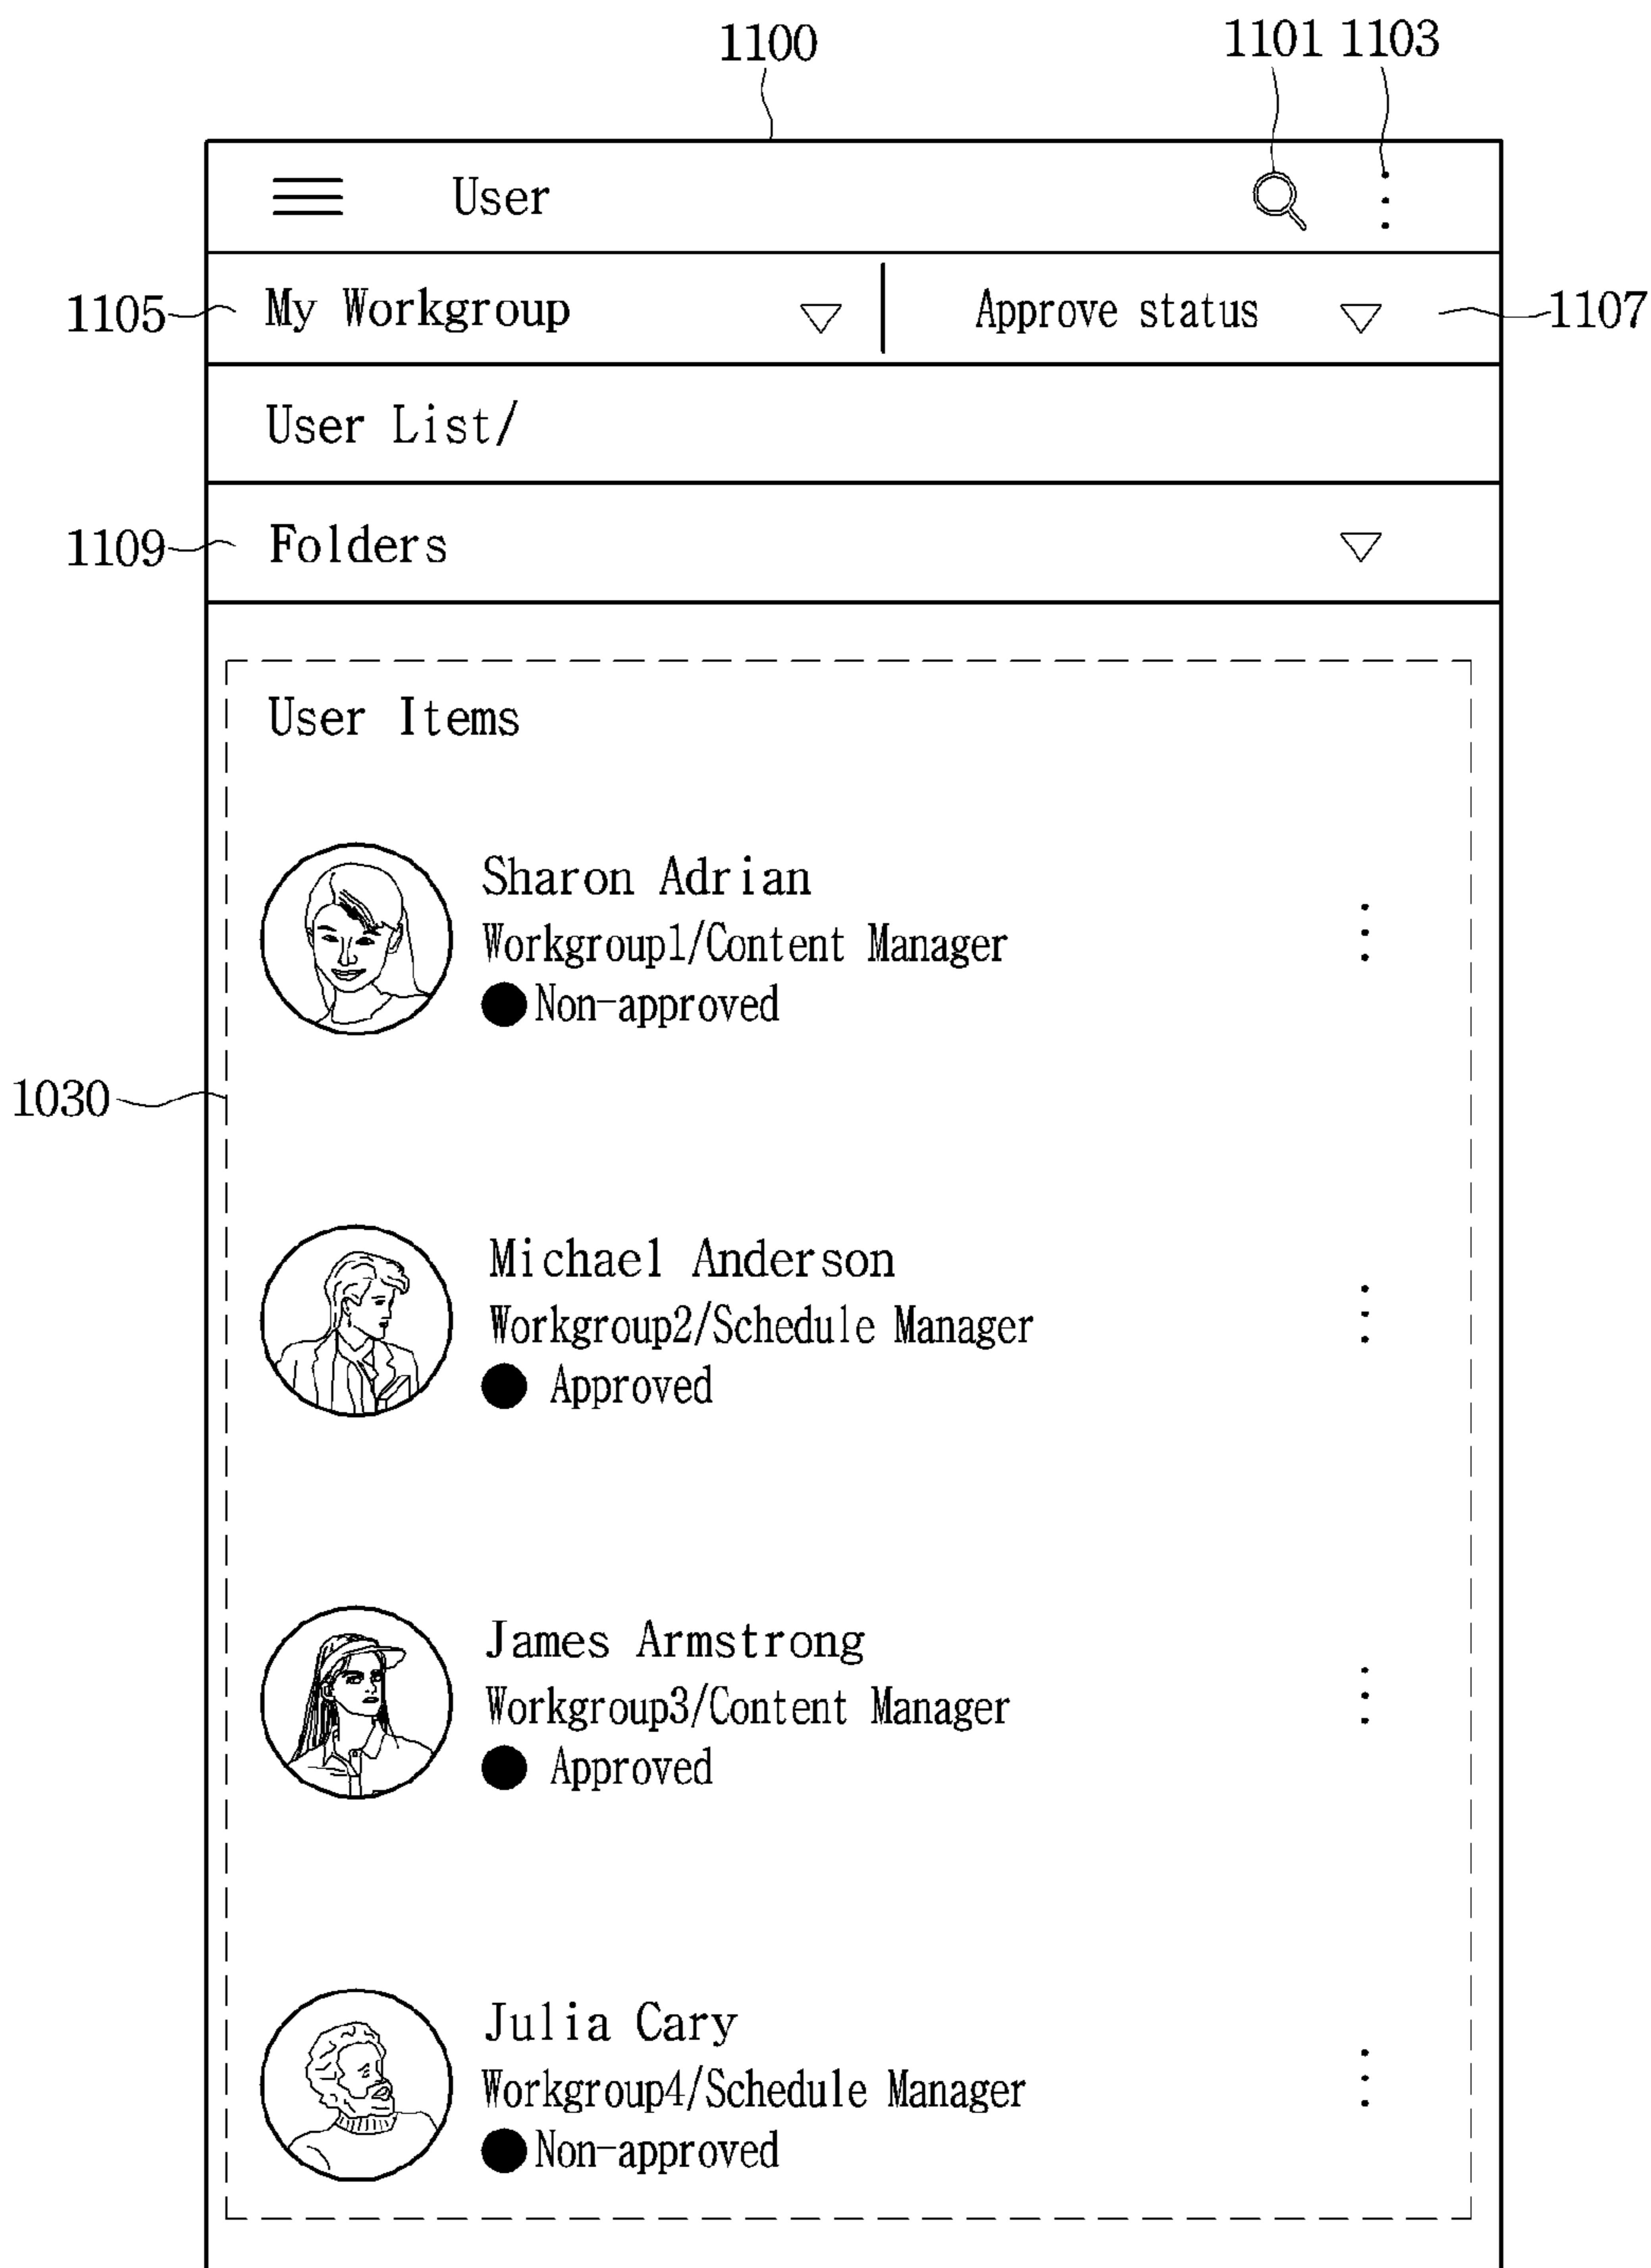 1100
1101 1103
User
1105 My Workgroup Approve status 1107
User List/
1109 Folders
User Items
Sharon Adrian
Workgroup1/Content Manager
Non-approved
1030
Michael Anderson
Workgroup2/Schedule Manager
Approved
James Armstrong
Workgroup3/Content Manager
Approved
Julia Cary
Workgroup4/Schedule Manager
Non-approved